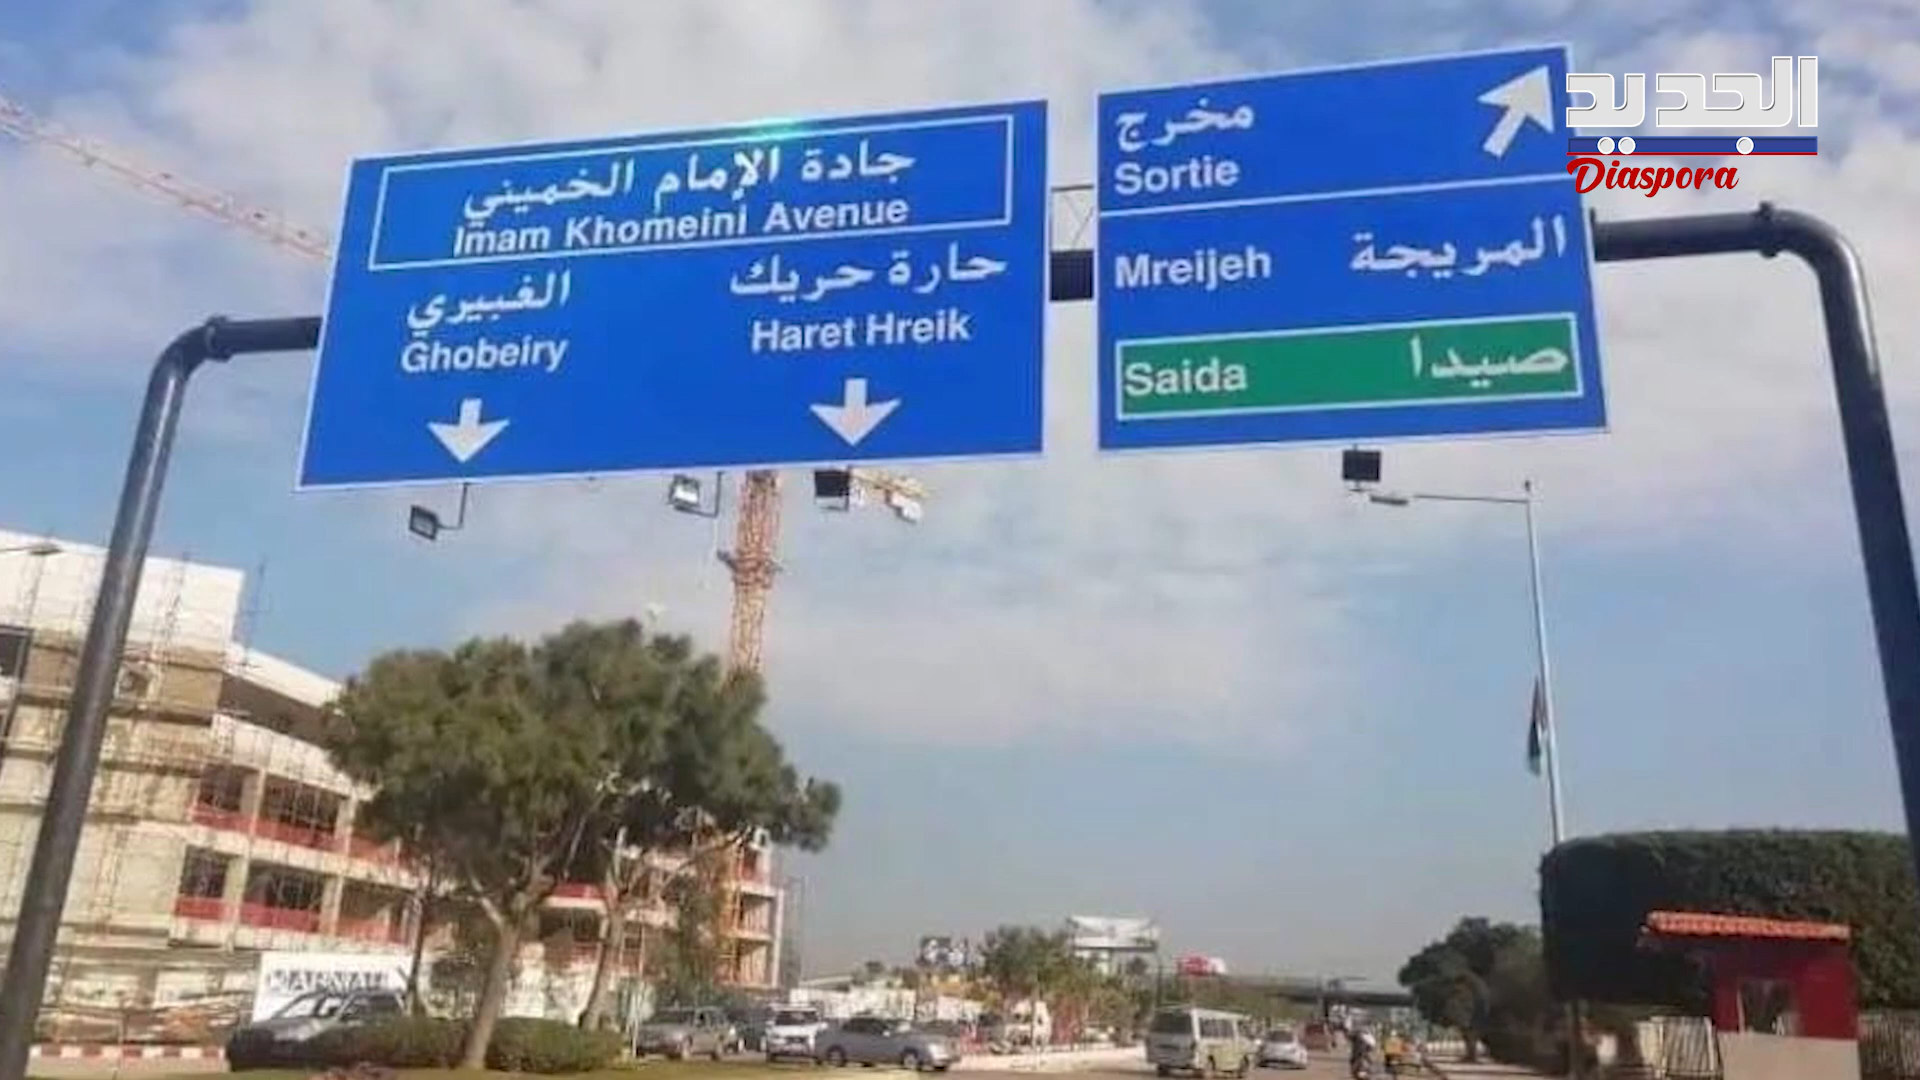 جادة الإمام الخميني
Imam Khomeini Avenue
الغبيري
Ghobeiry
حارة حريك
Haret Hreik
مخرج
Sortie
Mreijeh المريجة
Saida صيدا
الجديد
Diaspora